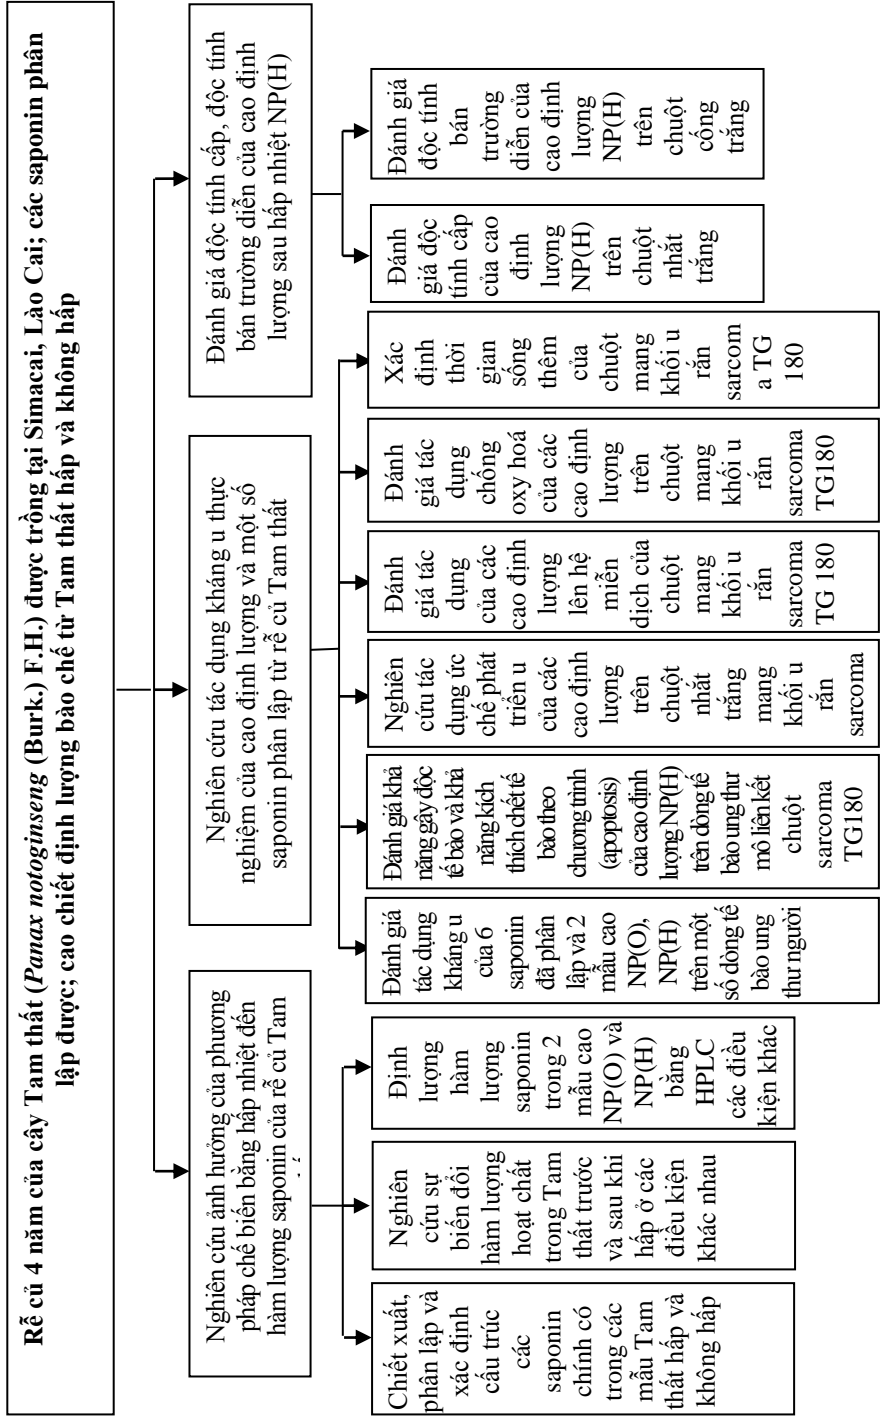 Rễ củ 4 năm của cây Tam thất (Panax notoginseng (Burk.) F.H.) được trồng tại Simacai, Lào Cai; các saponin phân
lập được; cao chiết định lượng bào chế từ Tam thất hấp và không hấp
Nghiên cứu ảnh hưởng của phương
pháp chế biến bằng hấp nhiệt đến
hàm lượng saponin của rễ củ Tam
Chiết xuất,
phân lập và
xác định
cấu trúc
các
saponin
chính có
trong các
mẫu Tam
thất hấp và
không hấp
Nghiên
cứu sự
biến đổi
hàm lượng
hoạt chất
trong Tam
thất trước
và sau khi
hấp ở các
điều kiện
khác nhau
Định
lượng
hàm
lượng
saponin
trong 2
mẫu cao
NP(O) và
NP(H)
bằng
HPLC
các điều
kiện khác
Nghiên cứu tác dụng kháng u thực
nghiệm của cao định lượng và một số
saponin phân lập từ rễ củ Tam thất
Đánh giá
tác dụng
kháng u
của 6
saponin
đã phân
lập và 2
mẫu cao
NP(O),
NP(H)
trên một
số dòng tế
bào ung
thư người
Đánh giá khả
năng gây độc
tế bào và khả
năng kích
thích chết tế
bào theo
chương trình
(apoptosis)
của cao định
lượng NP(H)
trên dòng tế
bào ung thư
mô liên kết
chuột
sarcoma
TG180
Nghiên
cứu tác
dụng ức
chế phát
triển u
của các
cao định
lượng
trên
chuột
nhắt
trắng
mang
khối u
rắn
sarcoma
Đánh
giá tác
dụng
của các
cao định
lượng
lên hệ
miễn
dịch của
chuột
mang
khối u
rắn
sarcoma
TG 180
Đánh
giá tác
dụng
chống
oxy hoá
của các
cao định
lượng
trên
chuột
mang
khối u
rắn
sarcoma
TG180
Xác
định
thời
gian
sống
thêm
của
chuột
mang
khối u
rắn
sarcom
a TG
180
Đánh giá độc tính cấp, độc tính
bán trường diễn của cao định
lượng sau hấp nhiệt NP(H)
Đánh
giá độc
tính cấp
của cao
định
lượng
NP(H)
trên
chuột
nhắt
trắng
Đánh giá
độc tính
bán
trường
diễn của
cao định
lượng
NP(H)
trên
chuột
cống
trắng